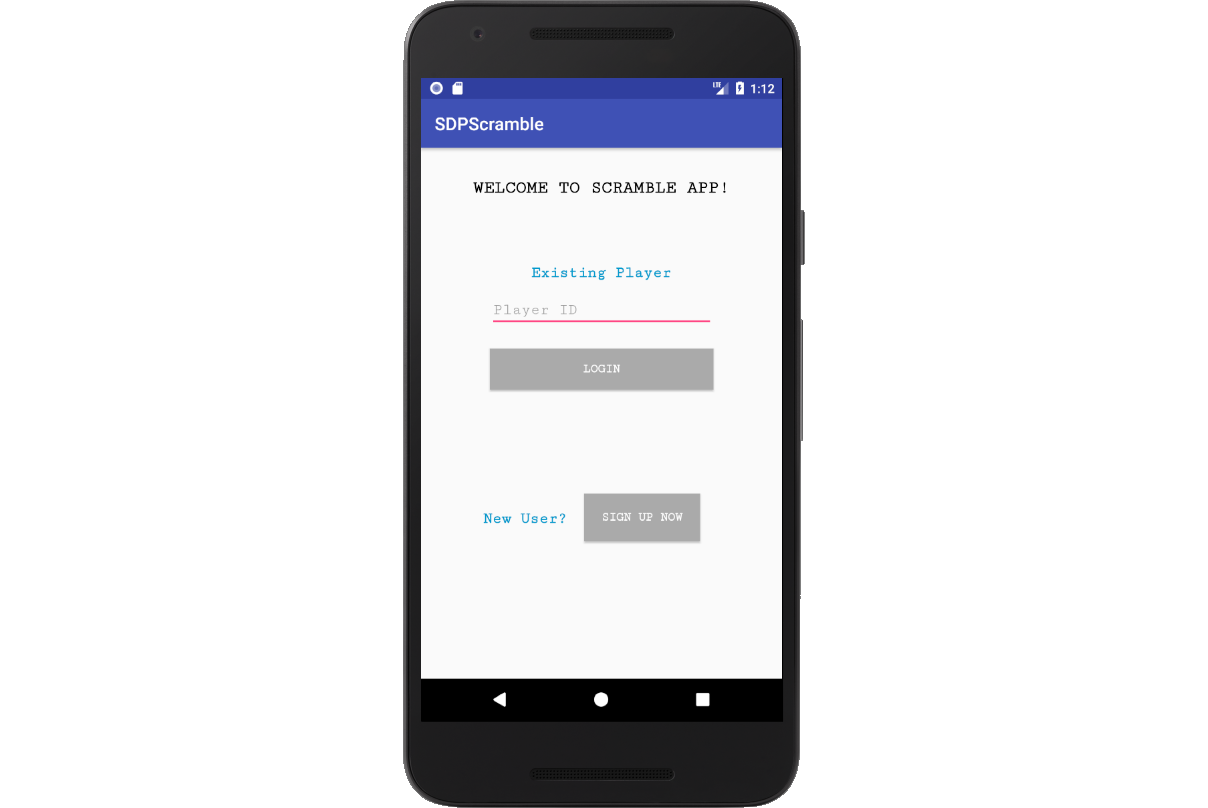 LTE 1:12
SDPScramble
WELCOME TO SCRAMBLE APP!
Existing Player
Player ID
LOGIN
New User? SIGN UP NOW